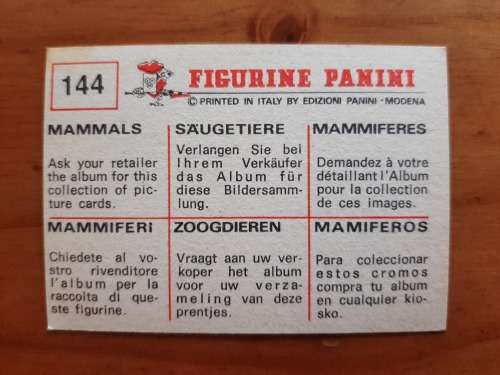 144
FIGURINE PANINI
© PRINTED IN ITALY BY EDIZIONI PANINI - MODENA
MAMMALS
Ask your retailer
the album for this
collection of pic-
ture cards.
SÄUGETIERE
Verlangen Sie bei
Ihrem Verkäufer
das Album für
diese Bildersamm-
lung.
MAMMIFERES
Demandez à votre
détaillant l'Album
pour la collection
de ces images.
MAMMIFERI
Chiedete al vo-
stro rivenditore
l'album per la
raccolta di que-
ste figurine.
ZOOGDIEREN
Vraagt aan uw ver-
koper het album
voor uw verza-
meling van deze
prentjes.
MAMIFEROS
Para coleccionar
estos cromos
compra tu album
en cualquier kio-
sko.